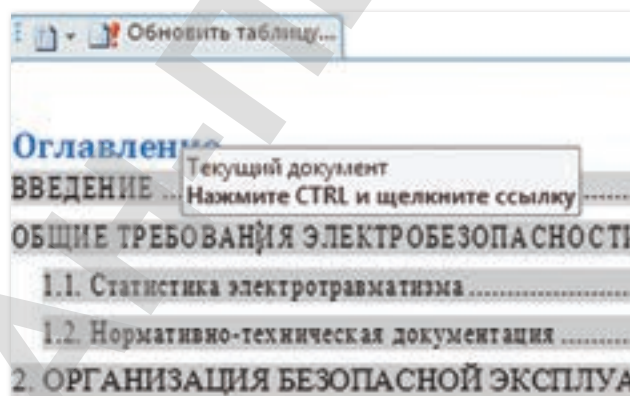 Обновить таблицу...
Оглавление
Текущий документ
Нажмите CTRL и щелкните ссылку
ВВЕДЕНИЕ ...
ОБЩИЕ ТРЕБОВАНИЯ ЭЛЕКТРОБЕЗОПАСНОСТИ
1.1. Статистика электротравматизма ...
1.2. Нормативно-техническая документация ...
2. ОРГАНИЗАЦИЯ БЕЗОПАСНОЙ ЭКСПЛУА